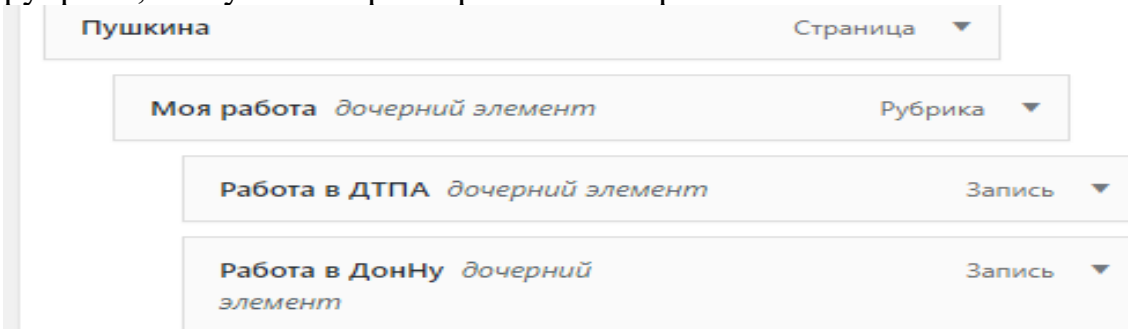 Пушкина Страница
Моя работа дочерний элемент Рубрика
Работа в ДТПА дочерний элемент Запись
Работа в ДонНу дочерний Запись
элемент